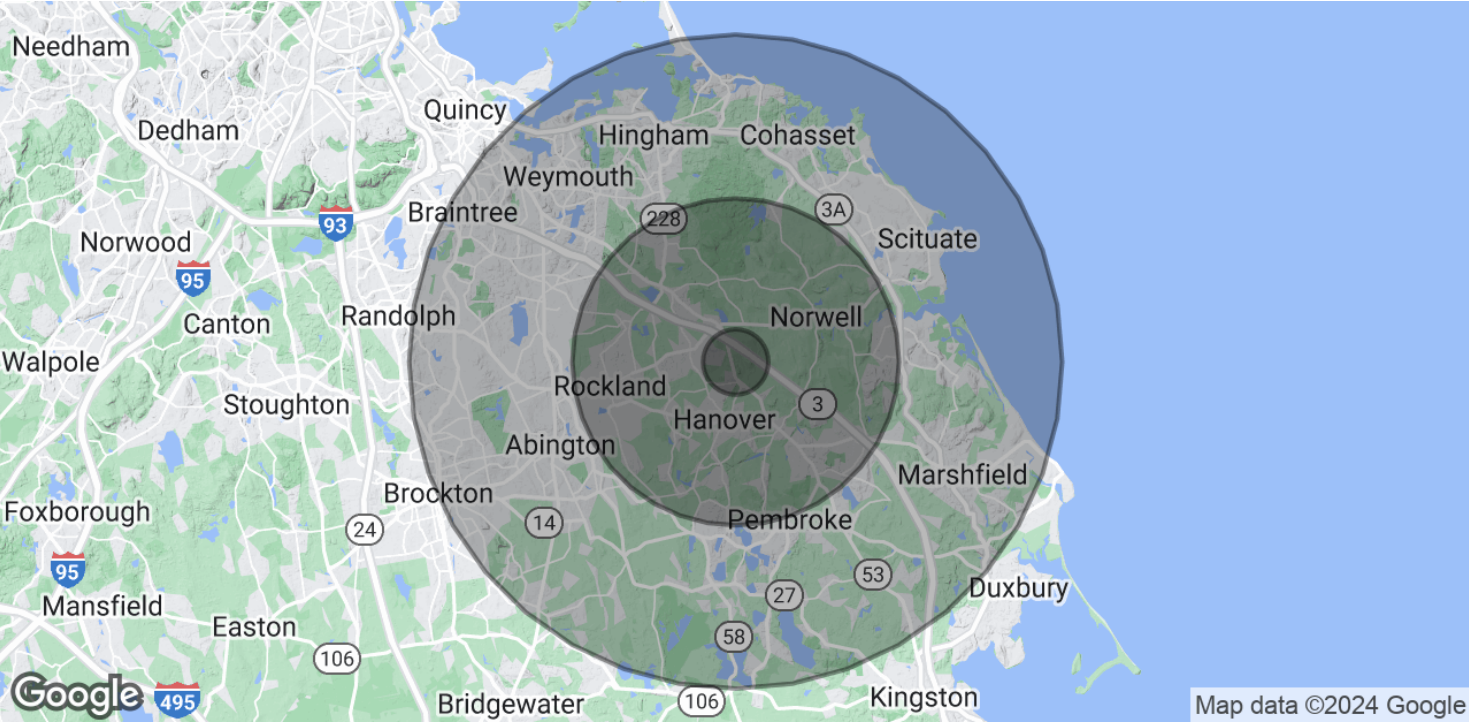 Needham
Quincy
Dedham
Hingham
Cohasset
Weymouth
Braintree
228
3A
93
Norwood
Scituate
95
Randolph
Norwell
Canton
Walpole
Rockland
Stoughton
3
Hanover
Abington
Marshfield
Brockton
Foxborough
14
Pembroke
24
95
53
Duxbury
27
Mansfield
Easton
58
106
Google
495
Bridgewater
106
Kingston
Map data ©2024 Google